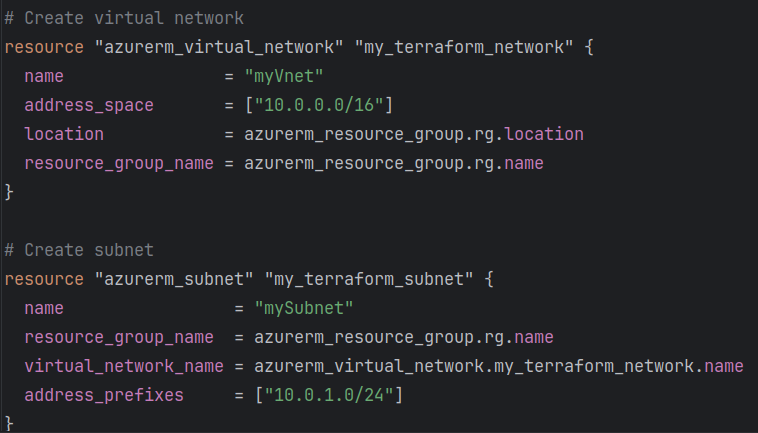 # Create virtual network
resource "azurerm_virtual_network" "my_terraform_network" {
  name                = "myVnet"
  address_space       = ["10.0.0.0/16"]
  location            = azurerm_resource_group.rg.location
  resource_group_name = azurerm_resource_group.rg.name
}

# Create subnet
resource "azurerm_subnet" "my_terraform_subnet" {
  name                 = "mySubnet"
  resource_group_name  = azurerm_resource_group.rg.name
  virtual_network_name = azurerm_virtual_network.my_terraform_network.name
  address_prefixes     = ["10.0.1.0/24"]
}